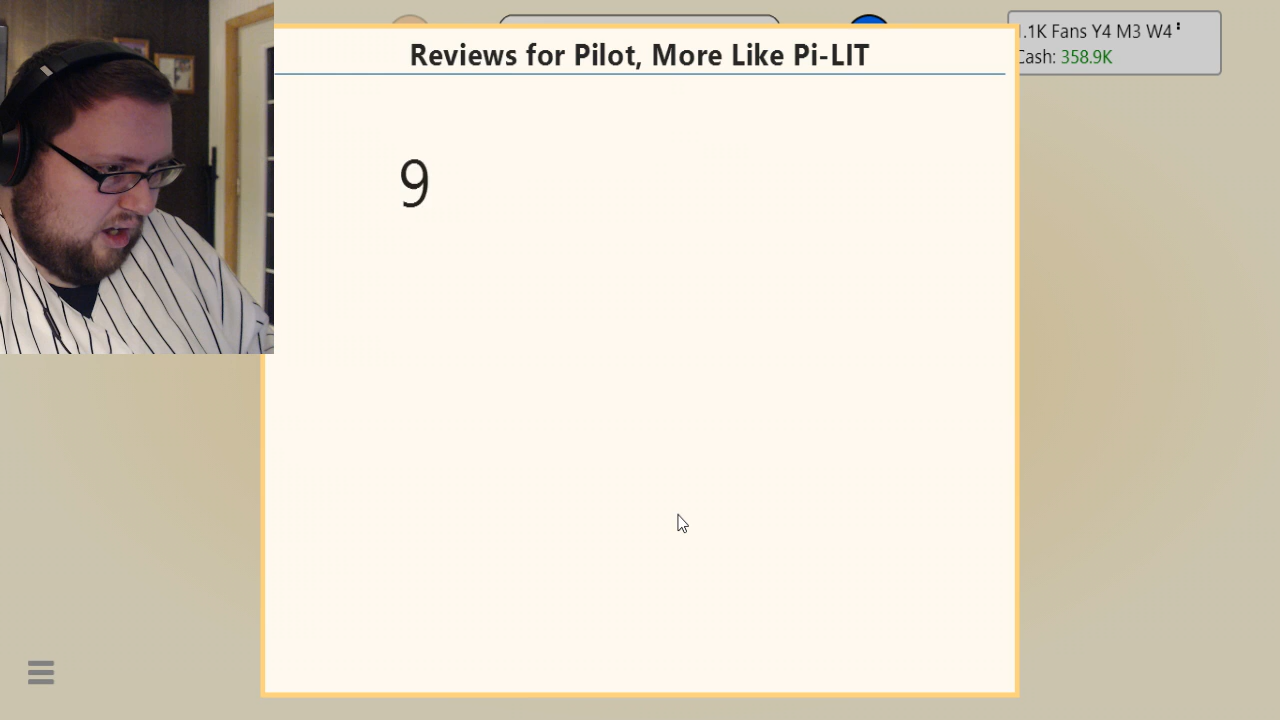 Reviews for Pilot, More Like Pi-LIT
.1K Fans Y4 M3 W4
Cash: 358.9K
9